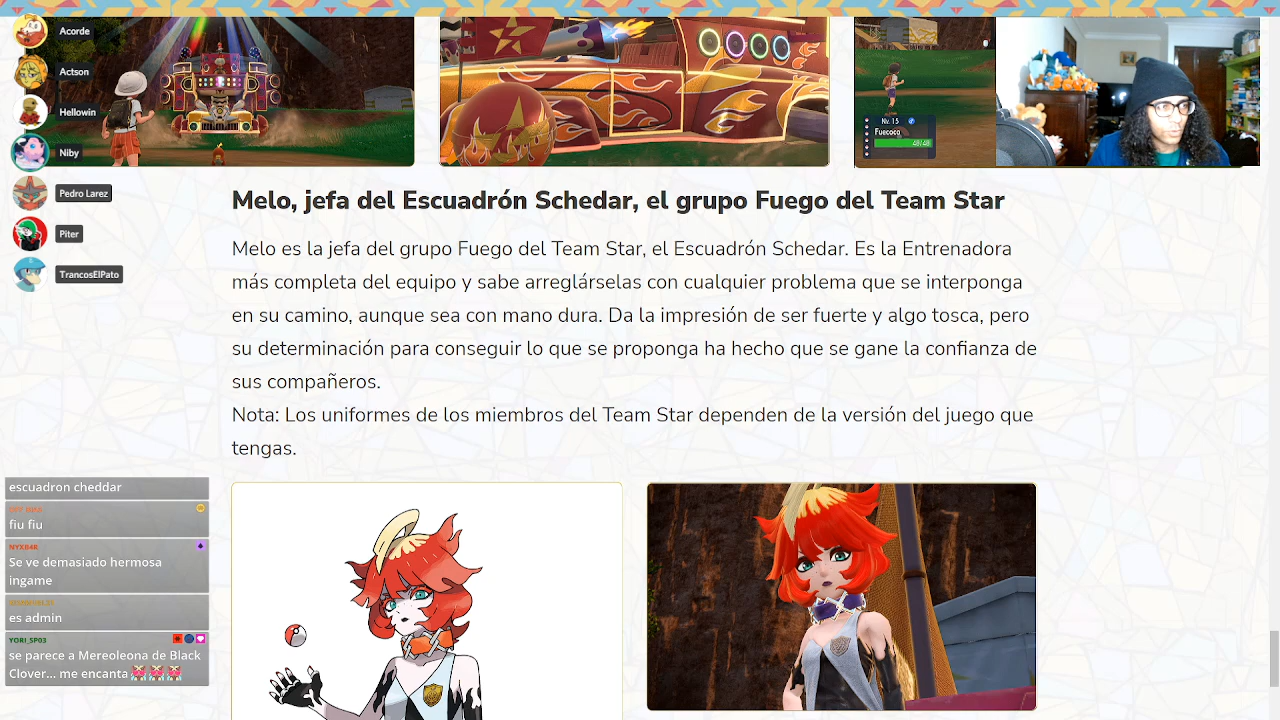 Acorde
Actson
Hellowin
Niby
Pedro Larez
Piter
TrancosElPato
Nv. 15
Fuecoco
48/48
Melo, jefa del Escuadrón Schedar, el grupo Fuego del Team Star
Melo es la jefa del grupo Fuego del Team Star, el Escuadrón Schedar. Es la Entrenadora
más completa del equipo y sabe arreglárselas con cualquier problema que se interponga
en su camino, aunque sea con mano dura. Da la impresión de ser fuerte y algo tosca, pero
su determinación para conseguir lo que se proponga ha hecho que se gane la confianza de
sus compañeros.
Nota: Los uniformes de los miembros del Team Star dependen de la versión del juego que
tengas.
escuadron cheddar
fiu fiu
NYXB4R
Se ve demasiado hermosa
ingame
es admin
YORI_SP03
se parece a Mereoleona de Black
Clover... me encanta